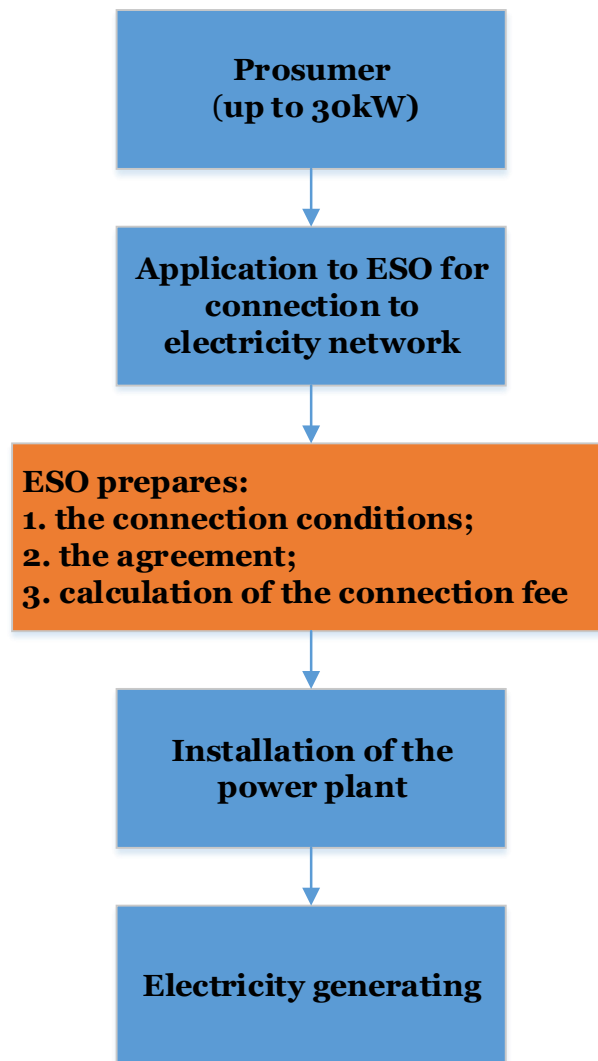 Prosumer
(up to 30kW)
Application to ESO for
connection to
electricity network
ESO prepares:
1. the connection conditions;
2. the agreement;
3. calculation of the connection fee
Installation of the
power plant
Electricity generating